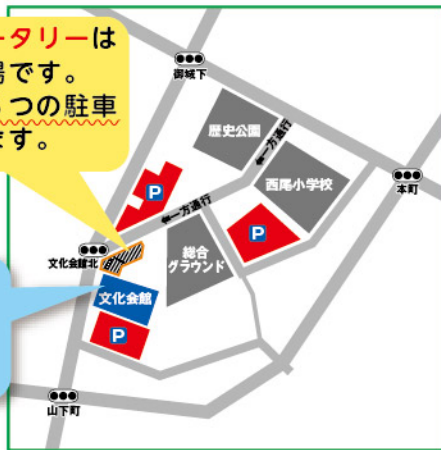 ータリーは
場です。
つの駐車
ます。
御城下
歴史公園
一方通行
西尾小学校
本町
P
一方通行
P
総合
グラウンド
文化会館北
文化会館
P
山下町